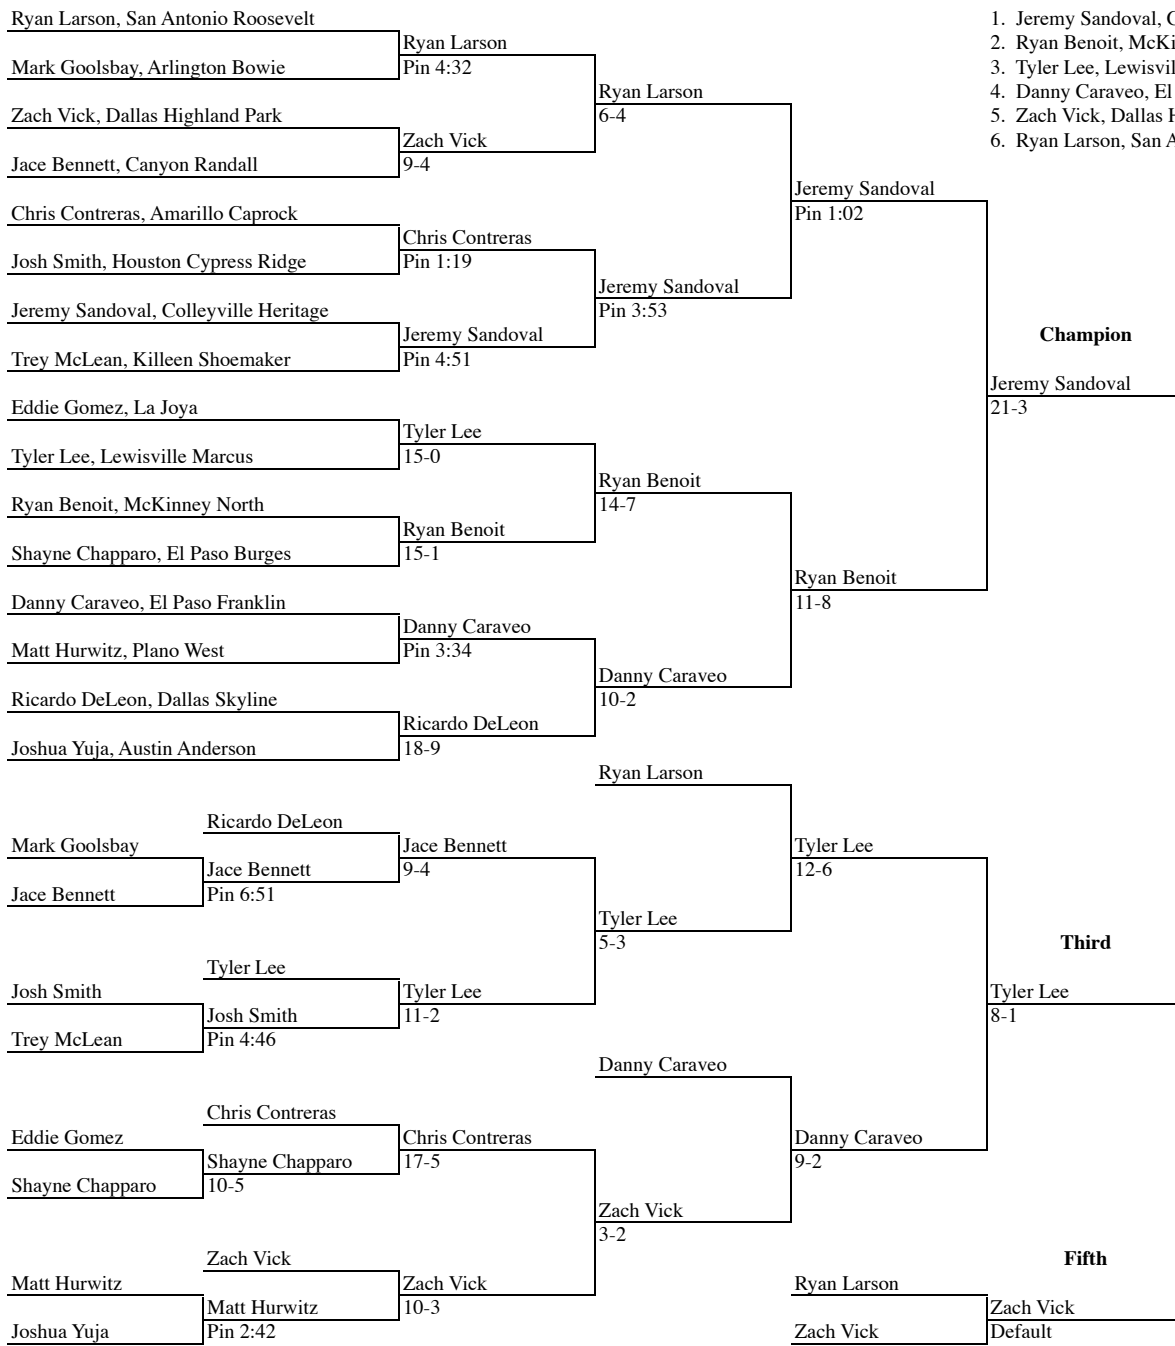 Ryan Larson, San Antonio Roosevelt
Mark Goolsbay, Arlington Bowie
Zach Vick, Dallas Highland Park
Jace Bennett, Canyon Randall
Chris Contreras, Amarillo Caprock
Josh Smith, Houston Cypress Ridge
Jeremy Sandoval, Colleyville Heritage
Trey McLean, Killeen Shoemaker
Eddie Gomez, La Joya
Tyler Lee, Lewisville Marcus
Ryan Benoit, McKinney North
Shayne Chapparo, El Paso Burges
Danny Caraveo, El Paso Franklin
Matt Hurwitz, Plano West
Ricardo DeLeon, Dallas Skyline
Joshua Yuja, Austin Anderson
Ryan Larson
Pin 4:32
Zach Vick
9-4
Chris Contreras
Pin 1:19
Jeremy Sandoval
Pin 4:51
Tyler Lee
15-0
Ryan Benoit
15-1
Danny Caraveo
Pin 3:34
Ricardo DeLeon
18-9
Ryan Larson
6-4
Jeremy Sandoval
Pin 3:53
Ryan Benoit
14-7
Danny Caraveo
10-2
Jeremy Sandoval
Pin 1:02
Ryan Benoit
11-8
Champion
Jeremy Sandoval
21-3
1. Jeremy Sandoval,
2. Ryan Benoit,
3. Tyler Lee,
4. Danny Caraveo, El
5. Zach Vick, Dallas
6. Ryan Larson, San
Mark Goolsbay
Jace Bennett
Josh Smith
Trey McLean
Eddie Gomez
Shayne Chapparo
Matt Hurwitz
Joshua Yuja
Ricardo DeLeon
Jace Bennett
Pin 6:51
Tyler Lee
Josh Smith
Pin 4:46
Chris Contreras
Shayne Chapparo
10-5
Zach Vick
Matt Hurwitz
Pin 2:42
Jace Bennett
9-4
Tyler Lee
11-2
Chris Contreras
17-5
Zach Vick
10-3
Ryan Larson
Tyler Lee
5-3
Danny Caraveo
Zach Vick
3-2
Tyler Lee
12-6
Danny Caraveo
9-2
Third
Tyler Lee
8-1
Fifth
Ryan Larson
Zach Vick
Zach Vick
Default